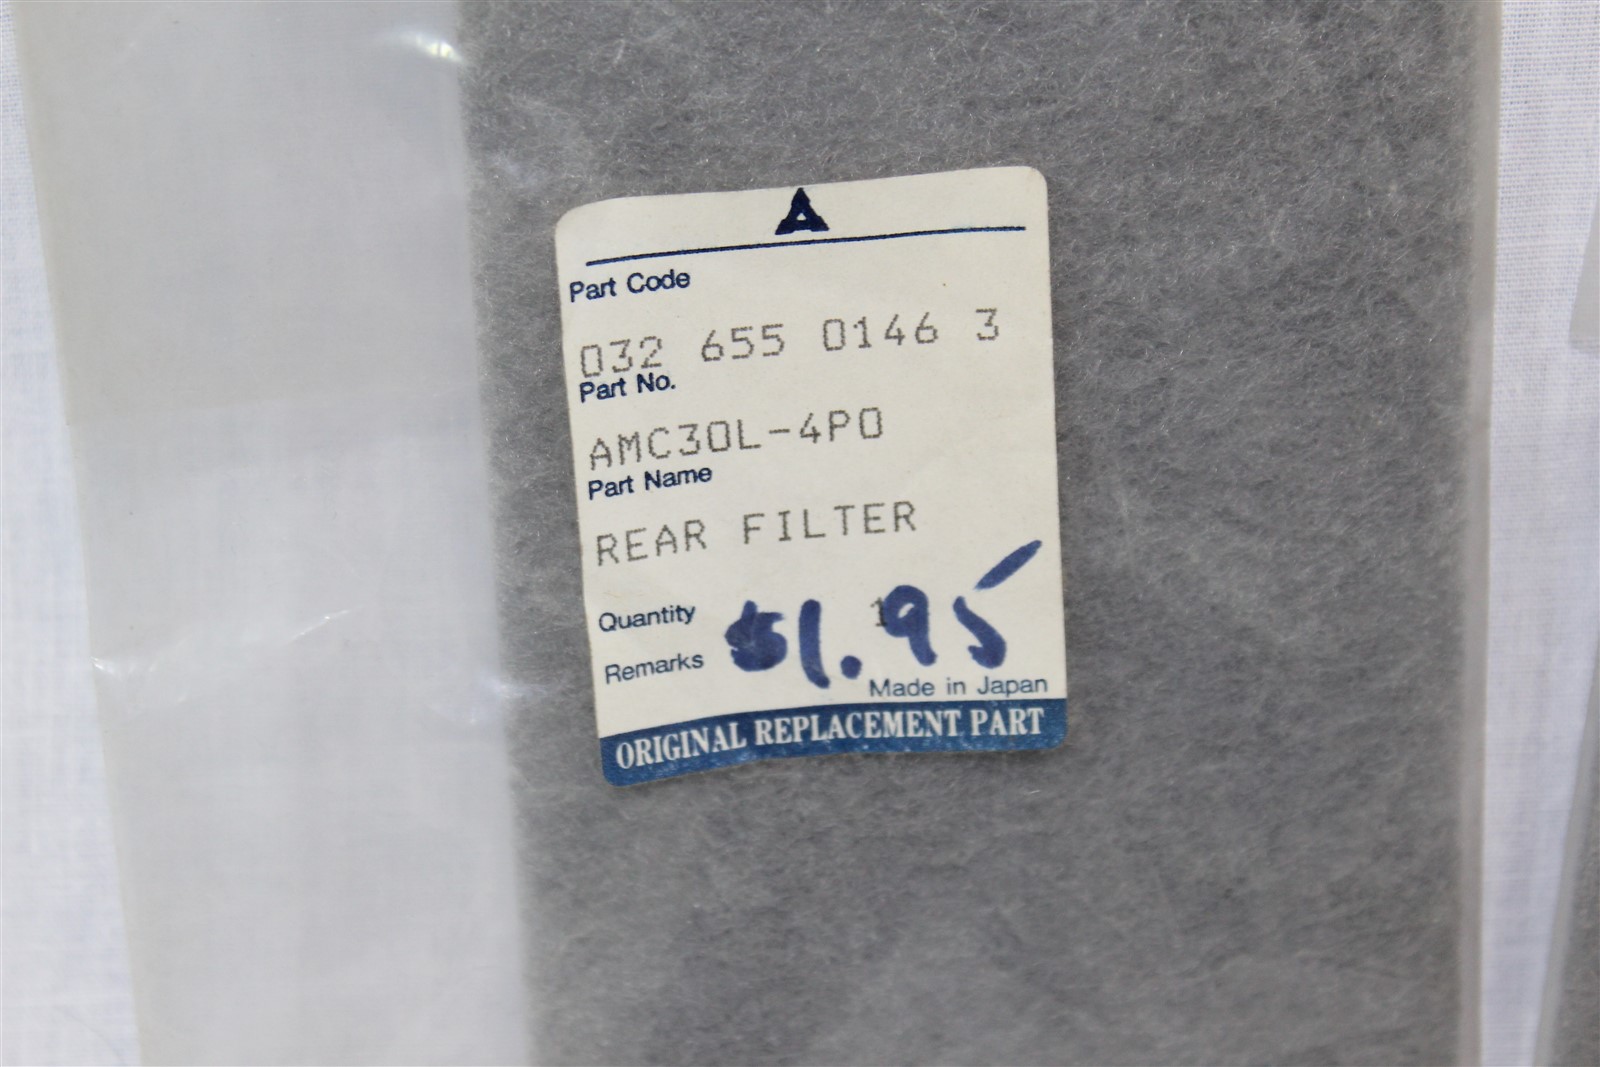 Part Code
032 655 0146 3
Part No.
AMC30L-4P0
Part Name
REAR FILTER
Quantity 1
Remarks $1.95
Made in Japan
ORIGINAL REPLACEMENT PART